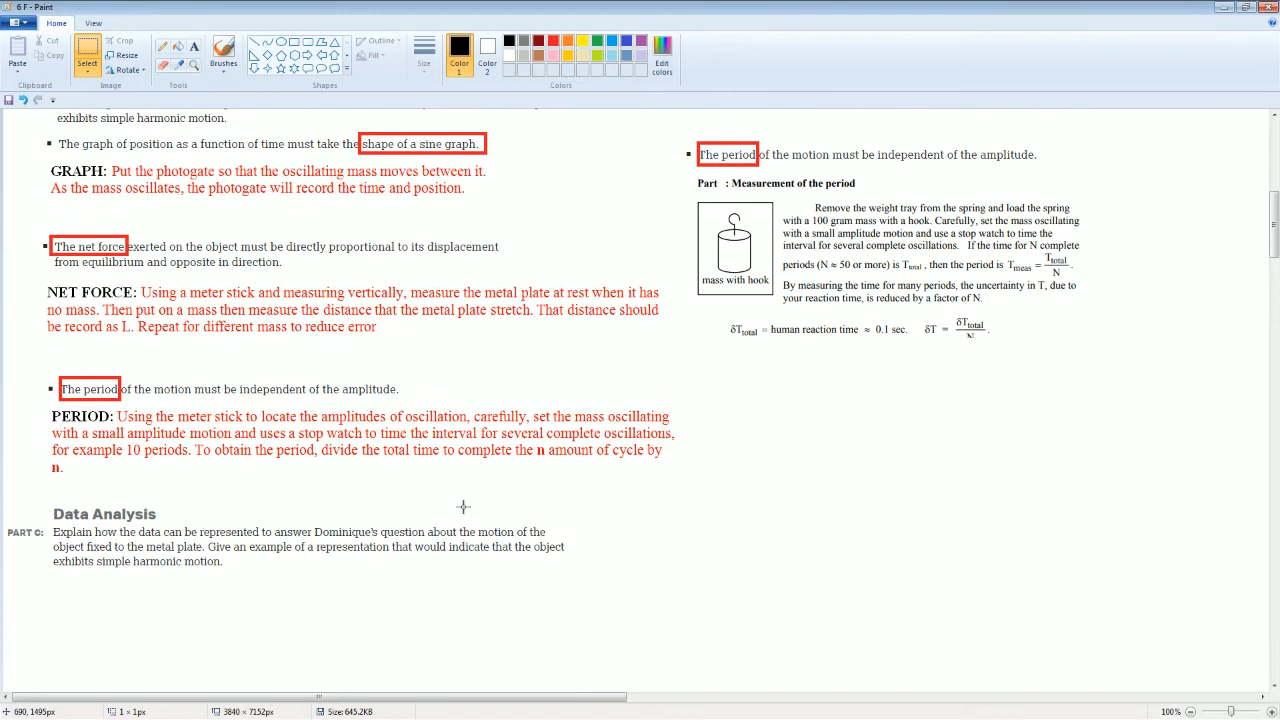 6 F - Paint
Home
View
Paste
Cut
Copy
Clipboard
Select
Crop
Resize
Rotate
Image
Tools
Brushes
Shapes
Outline
Fill
Size
Color 1
Color 2
Edit colors
Colors
exhibits simple harmonic motion.
▪ The graph of position as a function of time must take the shape of a sine graph.
GRAPH: Put the photogate so that the oscillating mass moves between it.
As the mass oscillates, the photogate will record the time and position.
▪ The net force exerted on the object must be directly proportional to its displacement
from equilibrium and opposite in direction.
NET FORCE: Using a meter stick and measuring vertically, measure the metal plate at rest when it has
no mass. Then put on a mass then measure the distance that the metal plate stretch. That distance should
be record as L. Repeat for different mass to reduce error
▪ The period of the motion must be independent of the amplitude.
PERIOD: Using the meter stick to locate the amplitudes of oscillation, carefully, set the mass oscillating
with a small amplitude motion and uses a stop watch to time the interval for several complete oscillations,
for example 10 periods. To obtain the period, divide the total time to complete the n amount of cycle by
n.
Data Analysis
PART C: Explain how the data can be represented to answer Dominique's question about the motion of the
object fixed to the metal plate. Give an example of a representation that would indicate that the object
exhibits simple harmonic motion.
▪ The period of the motion must be independent of the amplitude.
Part : Measurement of the period
mass with hook
Remove the weight tray from the spring and load the spring
with a 100 gram mass with a hook. Carefully, set the mass oscillating
with a small amplitude motion and use a stop watch to time the
interval for several complete oscillations. If the time for N complete
periods (N ≈ 50 or more) is Ttotal, then the period is Tmeas = Ttotal / N.
By measuring the time for many periods, the uncertainty in T, due to
your reaction time, is reduced by a factor of N.
δTtotal = human reaction time ≈ 0.1 sec. δT = δTtotal / N.
690, 1495px
1 × 1px
3840 × 7152px
Size: 645.2KB
100%